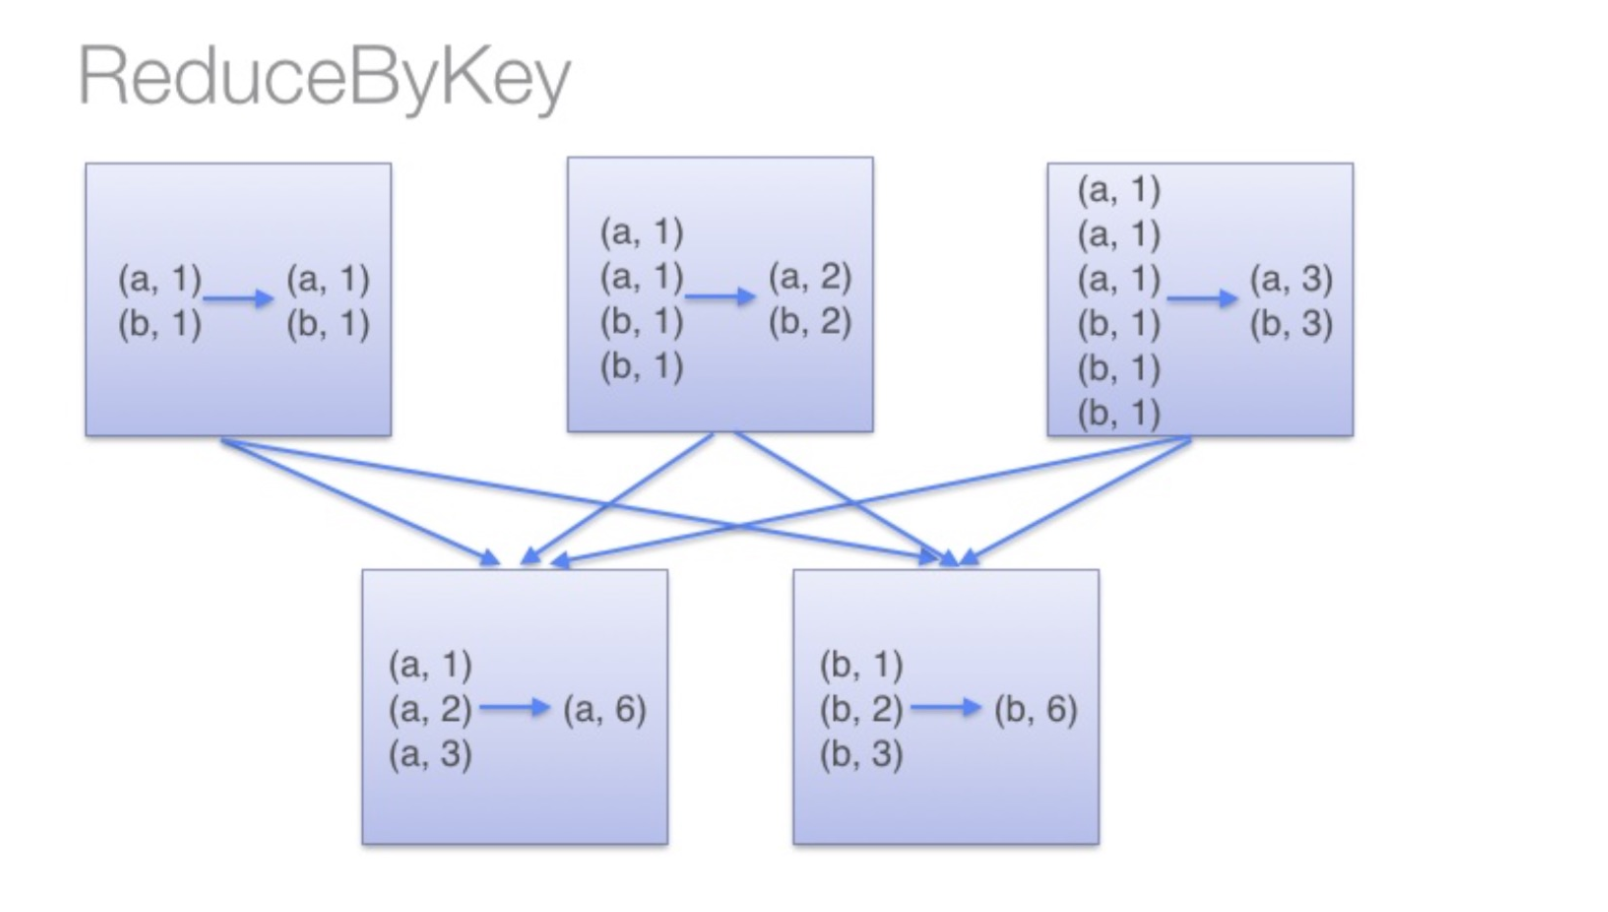 ReduceByKey
(a, 1) (a, 1)
(b, 1) (b, 1)
(a, 1)
(a, 1) (a, 2)
(b, 1) (b, 2)
(b, 1)
(a, 1)
(a, 1)
(a, 1) (a, 3)
(b, 1) (b, 3)
(b, 1)
(b, 1)
(a, 1)
(a, 2) (a, 6)
(a, 3)
(b, 1)
(b, 2) (b, 6)
(b, 3)